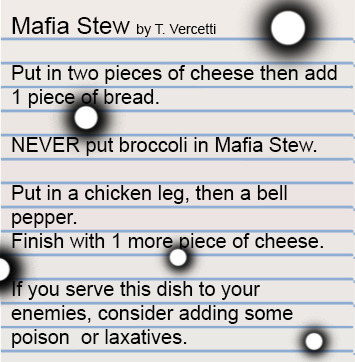 Mafia Stew by T. Vercetti
Put in two pieces of cheese then add
1 piece of bread.
NEVER put broccoli in Mafia Stew.
Put in a chicken leg, then a bell
pepper.
Finish with 1 more piece of cheese.
If you serve this dish to your
enemies, consider adding some
poison or laxatives.